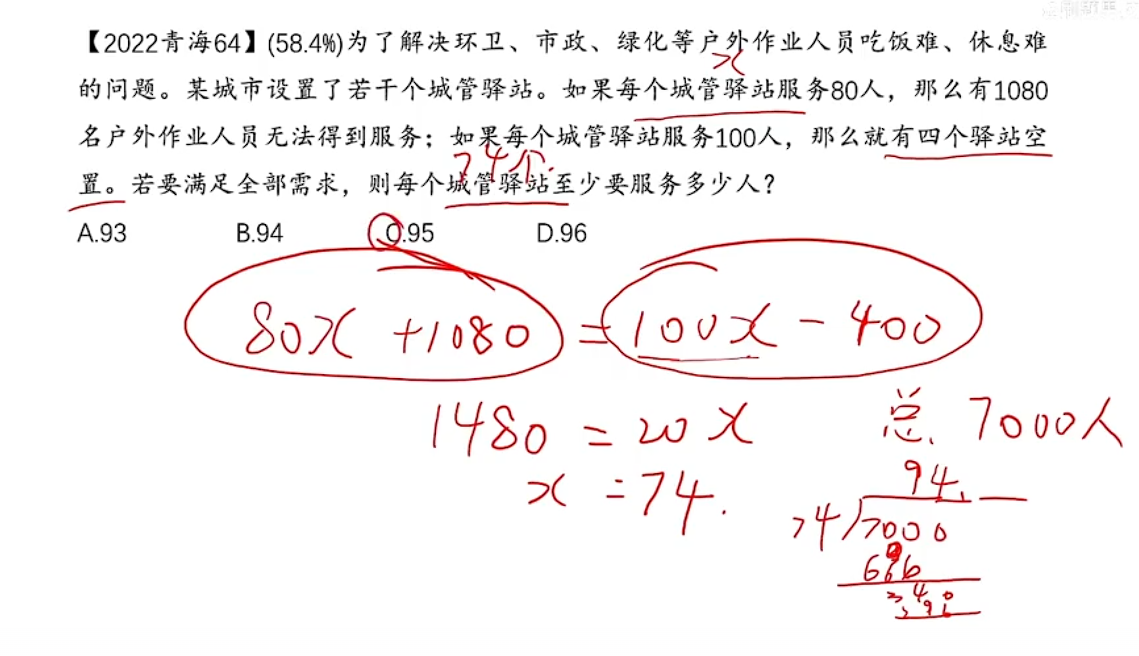 【2022青海64】(58.4%)为了解决环卫、市政、绿化等户外作业人员吃饭难、休息难
x
的问题。某城市设置了若干个城管驿站。如果每个城管驿站服务80人，那么有1080
名户外作业人员无法得到服务；如果每个城管驿站服务100人，那么就有四个驿站空
74个.
置。若要满足全部需求，则每个城管驿站至少要服务多少人？
A.93 B.94 C.95 D.96
80x+1080=100x-400
1480=20x
总、7000人
x=74.
94.
74/7000
666
340
296